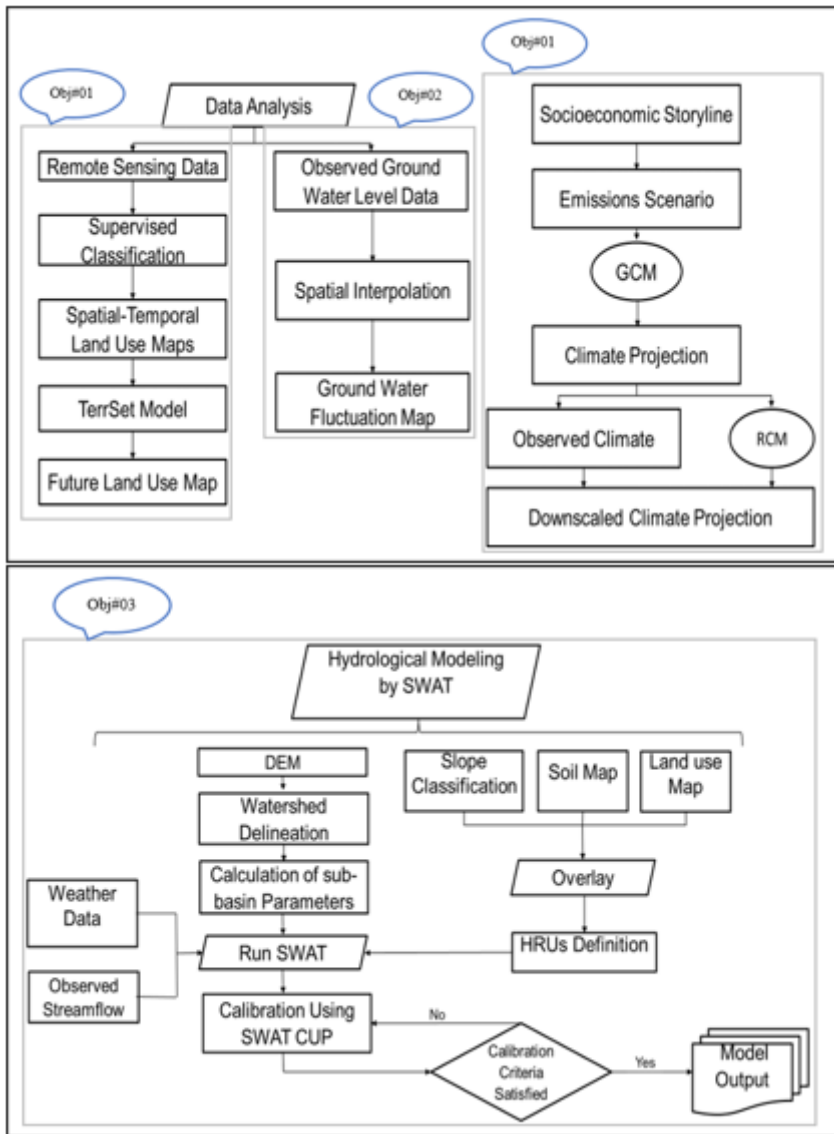 Obj#01
Obj#01
Obj#02
Data Analysis
Remote Sensing Data
Supervised
Classification
Spatial-Temporal
Land Use Maps
TerrSet Model
Future Land Use Map
Observed Ground
Water Level Data
Spatial Interpolation
Ground Water
Fluctuation Map
Socioeconomic Storyline
Emissions Scenario
GCM
Climate Projection
Observed Climate
RCM
Downscaled Climate Projection
Obj#03
Hydrological Modeling
by SWAT
DEM
Watershed
Delineation
Calculation of sub-
basin Parameters
Slope
Classification
Soil Map
Land use
Map
Overlay
HRUs Definition
Weather
Data
Observed
Streamflow
Run SWAT
Calibration Using
SWAT CUP
No
Calibration
Criteria
Satisfied
Yes
Model
Output